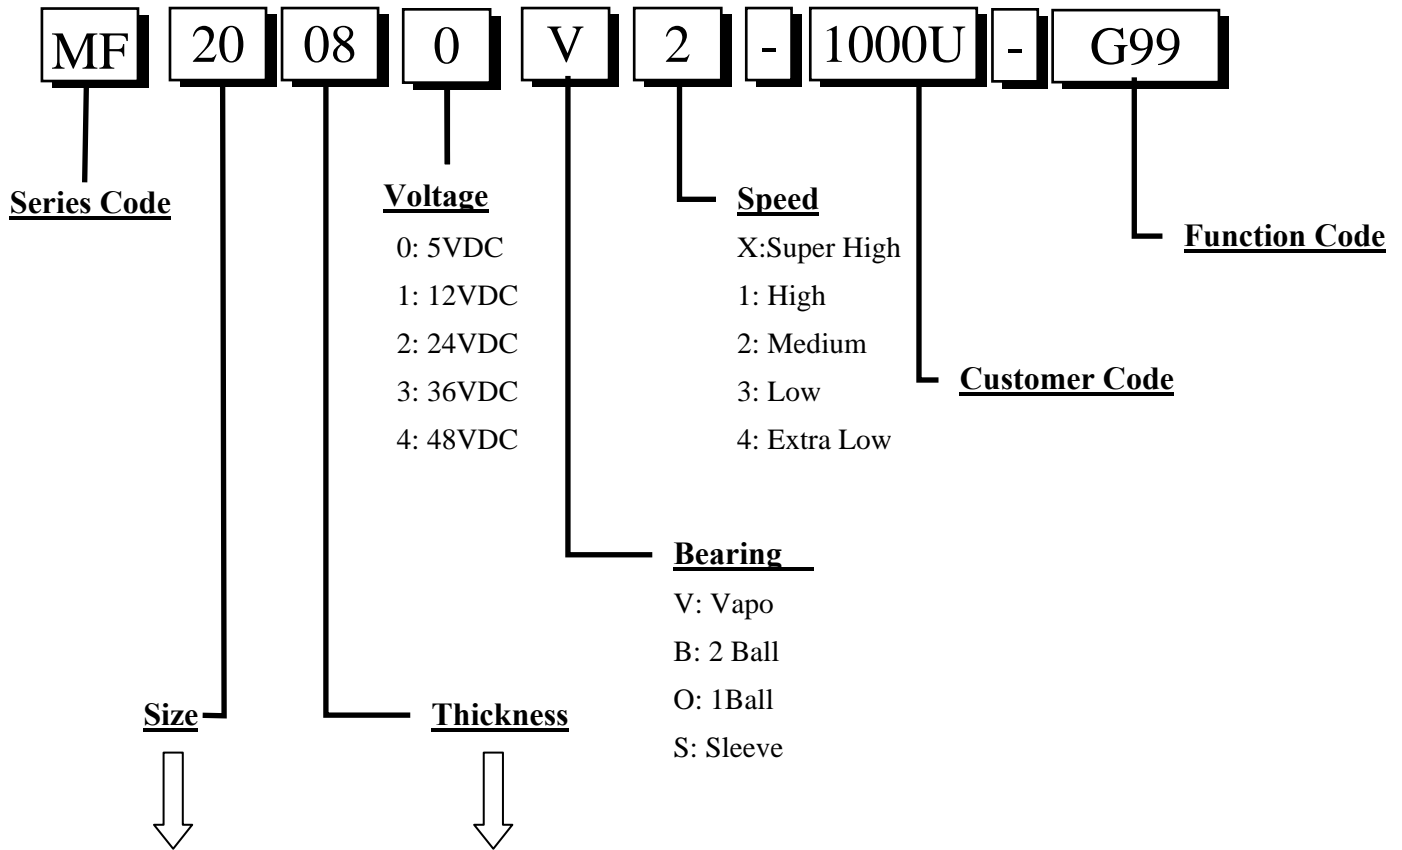 MF 20 08 0 V 2 - 1000U - G99
Series Code
Voltage
0: 5VDC
1: 12VDC
2: 24VDC
3: 36VDC
4: 48VDC
Speed
X:Super High
1: High
2: Medium
3: Low
4: Extra Low
Function Code
Customer Code
Bearing
V: Vapo
B: 2 Ball
O: 1Ball
S: Sleeve
Size
Thickness